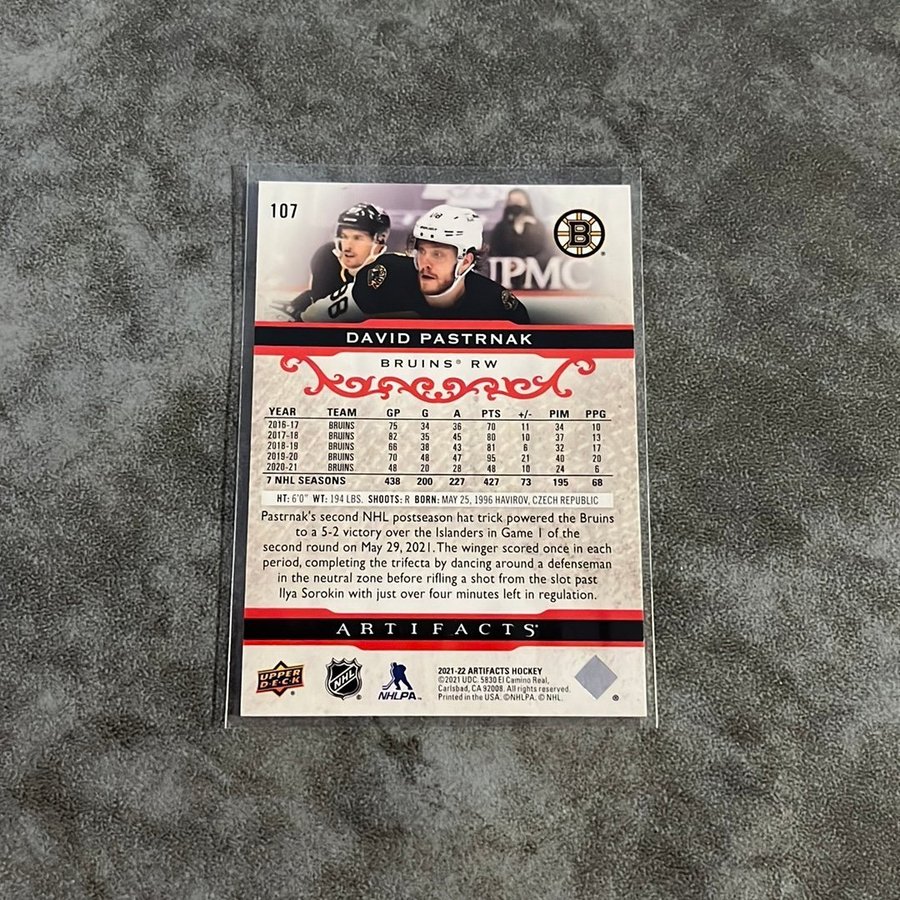 107
B
UPMC
DAVID PASTRNAK
BRUINS® RW
YEAR TEAM GP G A PTS +/- PIM PPG
2016-17 BRUINS 75 34 36 70 11 34 10
2017-18 BRUINS 82 35 45 80 10 37 13
2018-19 BRUINS 66 38 43 81 6 32 17
2019-20 BRUINS 70 48 47 95 21 40 20
2020-21 BRUINS 48 20 28 48 10 24 6
7 NHL SEASONS 438 200 227 427 73 195 68
HT: 6'0" WT: 194 LBS. SHOOTS: R BORN: MAY 25, 1996 HAVIROV, CZECH REPUBLIC
Pastrnak's second NHL postseason hat trick powered the Bruins
to a 5-2 victory over the Islanders in Game 1 of the
second round on May 29, 2021. The winger scored once in each
period, completing the trifecta by dancing around a defenseman
in the neutral zone before rifling a shot from the slot past
Ilya Sorokin with just over four minutes left in regulation.
ARTIFACTS
UPPER DECK
NHL
NHLPA
2021-22 ARTIFACTS HOCKEY
©2021 UDC. 5830 El Camino Real,
Carlsbad, CA 92008. All rights reserved.
Printed in the USA. ©NHLPA. © NHL.